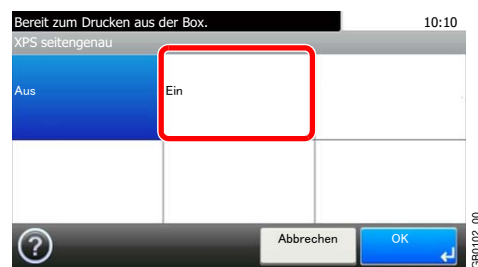 Bereit zum Drucken aus der Box. 10:10
XPS seitengenau
Aus Ein
? Abbrechen OK
GB0102_00